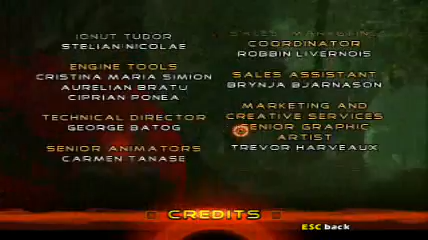 IONUT TUDOR
STELIAN NICOLAE
ENGINE TOOLS
CRISTINA MARIA SIMION
AURELIAN BRATU
CIPRIAN PONEA
TECHNICAL DIRECTOR
GEORGE BATOG
SENIOR ANIMATORS
CARMEN TANASE
SALES MARKETING
COORDINATOR
ROBBIN LIVERNOIS
SALES ASSISTANT
BRYNJA BJARNASON
MARKETING AND
CREATIVE SERVICES
SENIOR GRAPHIC
ARTIST
TREVOR HARVEAUX
CREDITS
ESC back